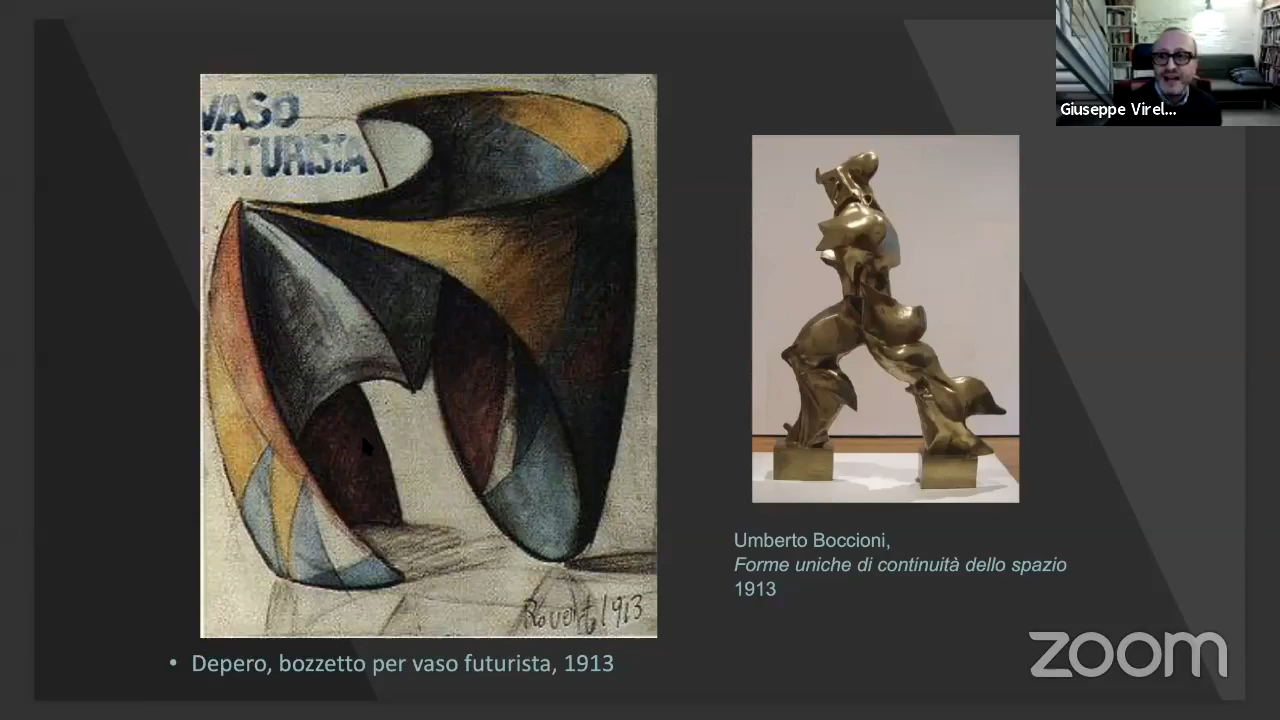 VASO
FUTURISTA
Rovereto 1913
Giuseppe Virel...
Umberto Boccioni,
Forme uniche di continuità dello spazio
1913
• Depero, bozzetto per vaso futurista, 1913
zoom